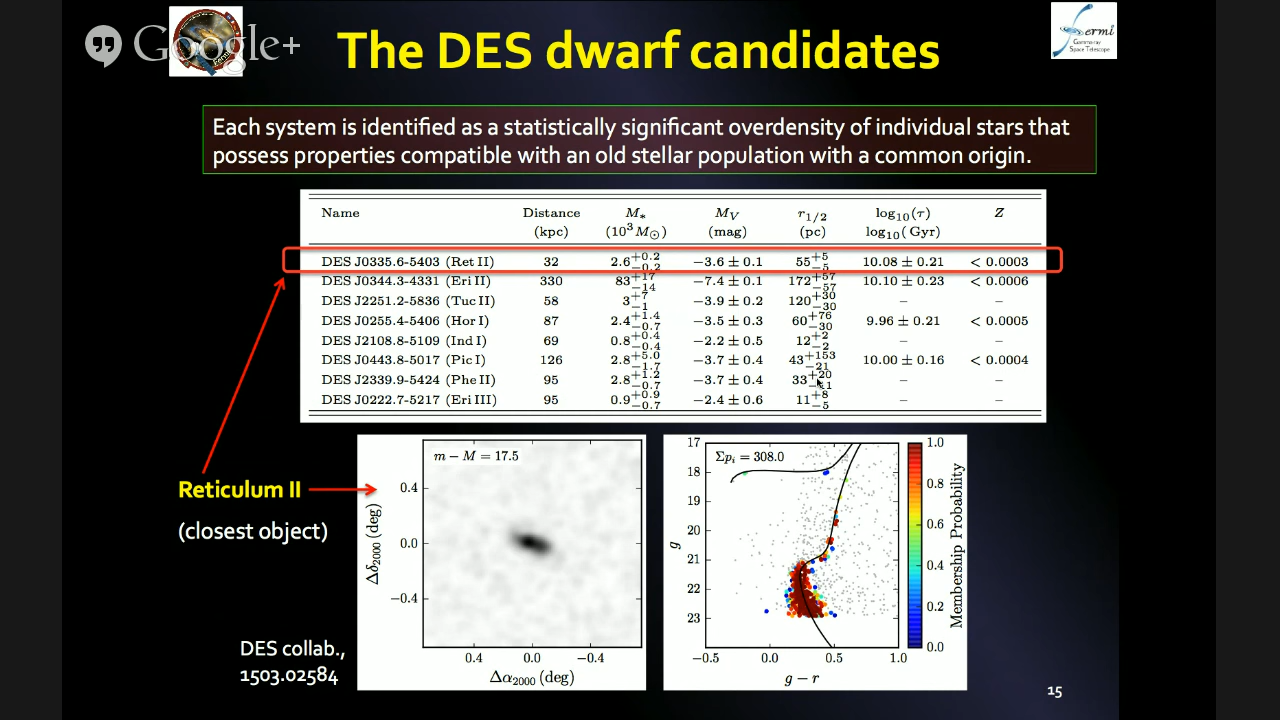 Google+
The DES dwarf candidates
Fermi
Gamma-ray
Space Telescope
Each system is identified as a statistically significant overdensity of individual stars that
possess properties compatible with an old stellar population with a common origin.
Name Distance M* M_V r_1/2 log10(τ) Z
(kpc) (10³ M⊙) (mag) (pc) log10(Gyr)
DES J0335.6-5403 (Ret II) 32 2.6 +0.2 −0.2 −3.6 ± 0.1 55 +5 −5 10.08 ± 0.21 < 0.0003
DES J0344.3-4331 (Eri II) 330 83 +17 −14 −7.4 ± 0.1 172 +57 −57 10.10 ± 0.23 < 0.0006
DES J2251.2-5836 (Tuc II) 58 3 +7 −1 −3.9 ± 0.2 120 +30 −30 – –
DES J0255.4-5406 (Hor I) 87 2.4 +1.4 −0.7 −3.5 ± 0.3 60 +76 −30 9.96 ± 0.21 < 0.0005
DES J2108.8-5109 (Ind I) 69 0.8 +0.4 −0.4 −2.2 ± 0.5 12 +2 −2 – –
DES J0443.8-5017 (Pic I) 126 2.8 +5.0 −1.7 −3.7 ± 0.4 43 +153 −21 10.00 ± 0.16 < 0.0004
DES J2339.9-5424 (Phe II) 95 2.8 +1.2 −0.7 −3.7 ± 0.4 33 +20 −11 – –
DES J0222.7-5217 (Eri III) 95 0.9 +0.9 −0.7 −2.4 ± 0.6 11 +8 −5 – –
Reticulum II
(closest object)
DES collab.,
1503.02584
m − M = 17.5
0.4
0.0
−0.4
Δδ2000 (deg)
0.4 0.0 −0.4
Δα2000 (deg)
Σp_i = 308.0
17
18
19
20
21
22
23
g
−0.5 0.0 0.5 1.0
g − r
1.0
0.8
0.6
0.4
0.2
0.0
Membership Probability
15